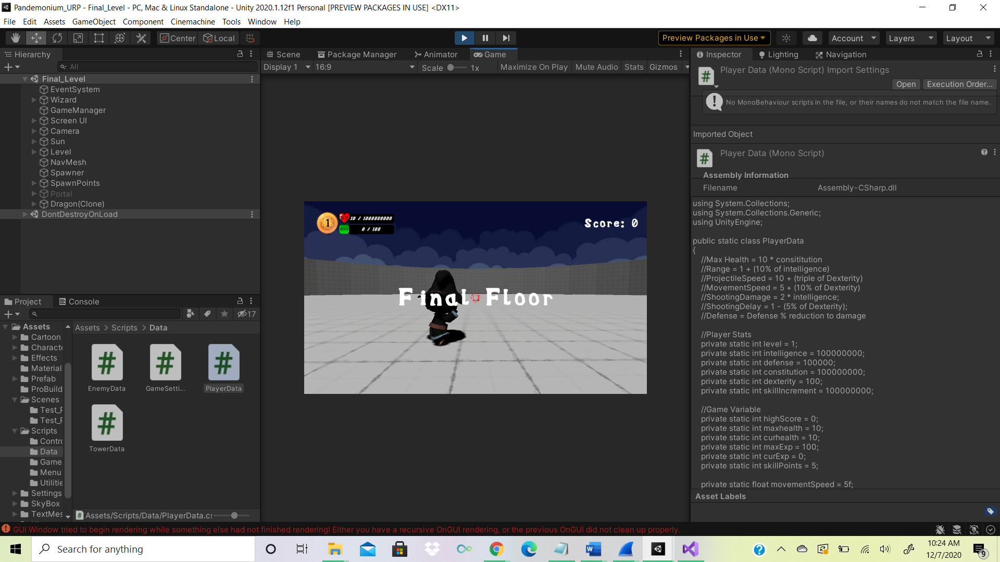 Pandemonium_URP - Final_Level - PC, Mac & Linux Standalone - Unity 2020.1.12f1 Personal [PREVIEW PACKAGES IN USE] <DX11>
File Edit Assets GameObject Component Cinemachine Tools Window Help
Center Local Preview Packages in Use Account Layers Layout
Hierarchy
All
Final_Level
EventSystem
Wizard
GameManager
Screen UI
Camera
Sun
Level
NavMesh
Spawner
SpawnPoints
Portal
Dragon(Clone)
DontDestroyOnLoad
Scene Package Manager Animator Game
Display 1 16:9 Scale 1x Maximize On Play Mute Audio Stats Gizmos
1
10 / 1000000000
0 / 100
Score: 0
Final Floor
Inspector Lighting Navigation
Player Data (Mono Script) Import Settings
Open Execution Order...
No MonoBehaviour scripts in the file, or their names do not match the file name.
Imported Object
Player Data (Mono Script)
Assembly Information
Filename Assembly-CSharp.dll
using System.Collections;
using System.Collections.Generic;
using UnityEngine;
public static class PlayerData
{
//Max Health = 10 * consititution
//Range = 1 + (10% of intelligence)
//ProjectileSpeed = 10 + (triple of Dexterity)
//MovementSpeed = 5 + (10% of Dexterity)
//ShootingDamage = 2 * intelligence;
//ShootingDelay = 1 - (5% of Dexterity);
//Defense = Defense % reduction to damage
//Player Stats
private static int level = 1;
private static int intelligence = 100000000;
private static int defense = 100000;
private static int constitution = 100000000;
private static int dexterity = 100;
private static int skillIncrement = 100000000;
//Game Variable
private static int highScore = 0;
private static int maxhealth = 10;
private static int curhealth = 10;
private static int maxExp = 100;
private static int curExp = 0;
private static int skillPoints = 5;
private static float movementSpeed = 5f;
Asset Labels
Project Console
17
Assets
Cartoon
Characte
Effects
Material
Prefab
ProBuild
Scenes
Test_F
Test_F
Scripts
Contro
Data
Game
Menu
Utilitie
Settings
SkyBox
TextMes
Assets > Scripts > Data
EnemyData GameSetti... PlayerData
TowerData
Assets/Scripts/Data/PlayerData.cs
GUI Window tried to begin rendering while something else had not finished rendering! Either you have a recursive OnGUI rendering, or the previous OnGUI did not clean up properly.
Search for anything
10:24 AM
12/7/2020
9